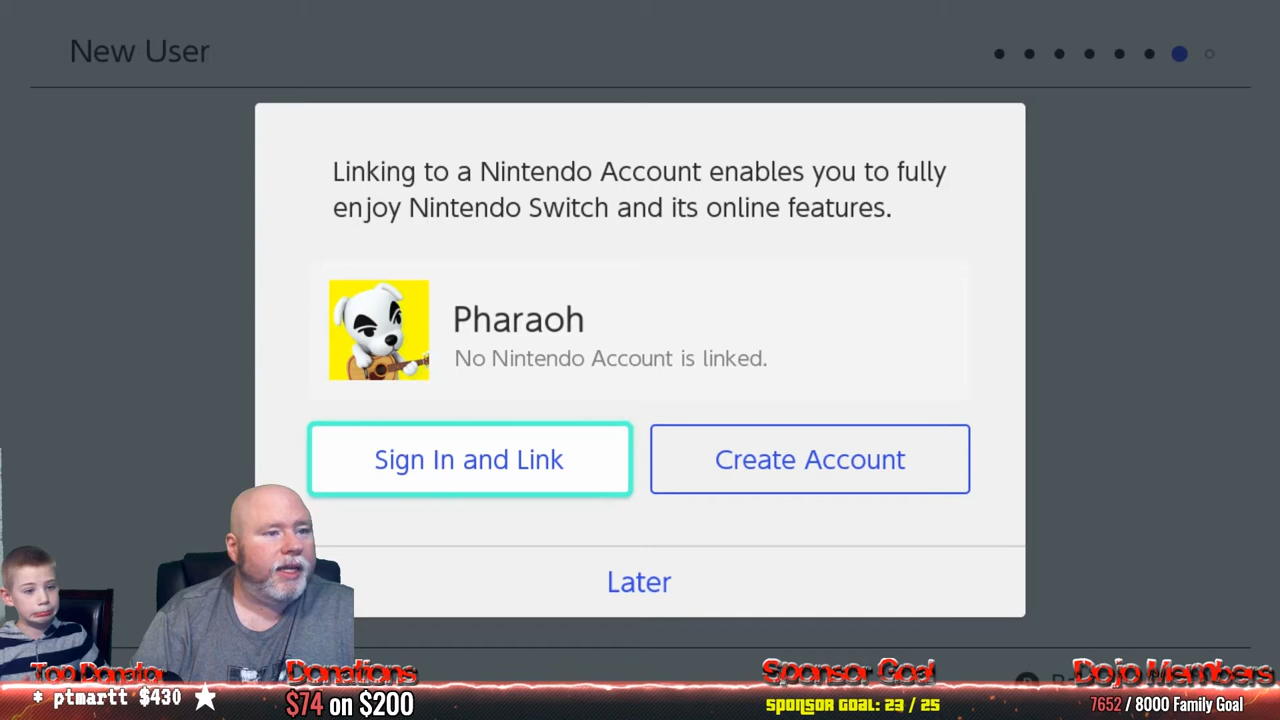 New User
Linking to a Nintendo Account enables you to fully
enjoy Nintendo Switch and its online features.
Pharaoh
No Nintendo Account is linked.
Sign In and Link
Create Account
Later
Top Donator
* ptmartt $430 ★
Donations
$74 on $200
Sponsor Goal
SPONSOR GOAL: 23 / 25
Dojo Members
7652 / 8000 Family Goal